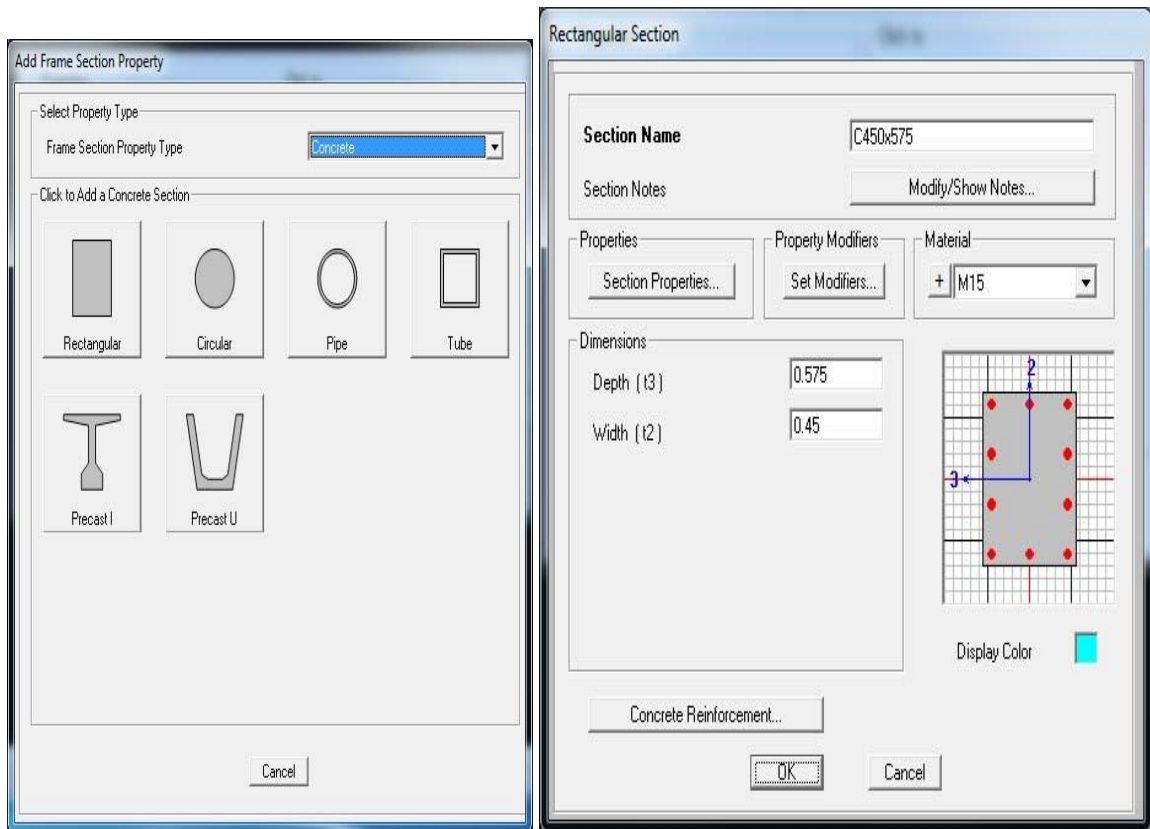 Add Frame Section Property
Select Property Type
Frame Section Property Type
Concrete
Click to Add a Concrete Section
Rectangular
Circular
Pipe
Tube
Precast I
Precast U
Cancel
Rectangular Section
Section Name
C450x575
Section Notes
Modify/Show Notes...
Properties
Property Modifiers
Material
Section Properties...
Set Modifiers...
+
M15
Dimensions
Depth ( t3 )
0.575
Width ( t2 )
0.45
2
3
Display Color
Concrete Reinforcement...
OK
Cancel